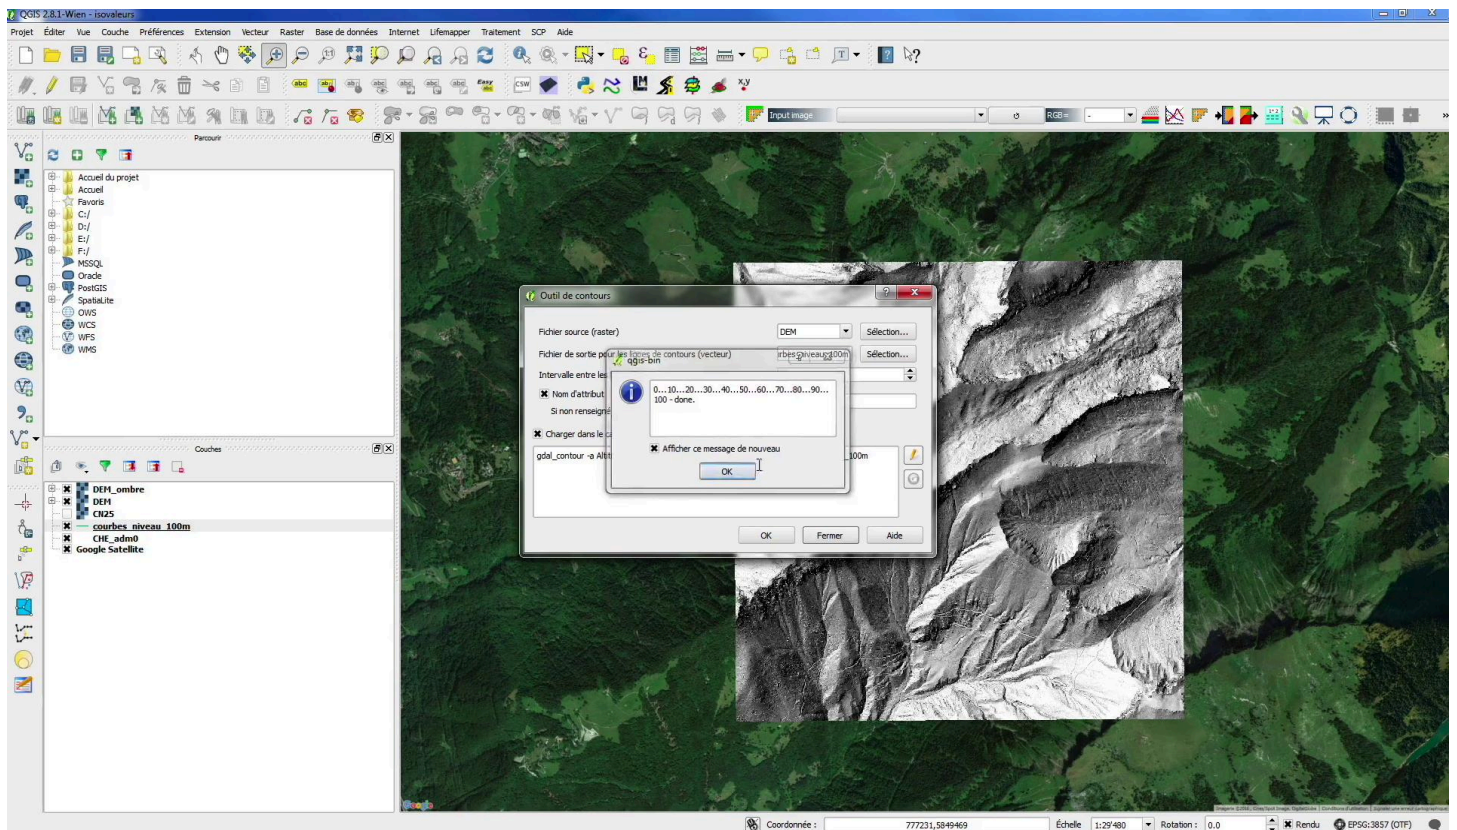 QGIS 2.8.1-Wien - isovaleurs
Projet Éditer Vue Couche Préférences Extension Vecteur Raster Base de données Internet Lifemapper Traitement SCP Aide
CSW
x,y
Input image
RGB= -
Parcourir
Accueil du projet
Accueil
Favoris
C:/
D:/
E:/
F:/
MSSQL
Oracle
PostGIS
SpatiaLite
OWS
WCS
WFS
WMS
Couches
DEM_ombre
DEM
CN25
courbes_niveau_100m
CHE_adm0
Google Satellite
Outil de contours
Fichier source (raster) DEM Sélection...
Fichier de sortie pour les lignes de contours (vecteur) Sélection...
Intervalle entre les
Nom d'attribut
Si non renseigné
Charger dans le
gdal_contour -a
qgis-bin
0...10...20...30...40...50...60...70...80...90...
100 - done.
Afficher ce message de nouveau
OK
OK Fermer Aide
Google
Coordonnée : 777231,5849469 Échelle 1:29'480 Rotation : 0.0 Rendu EPSG:3857 (OTF)